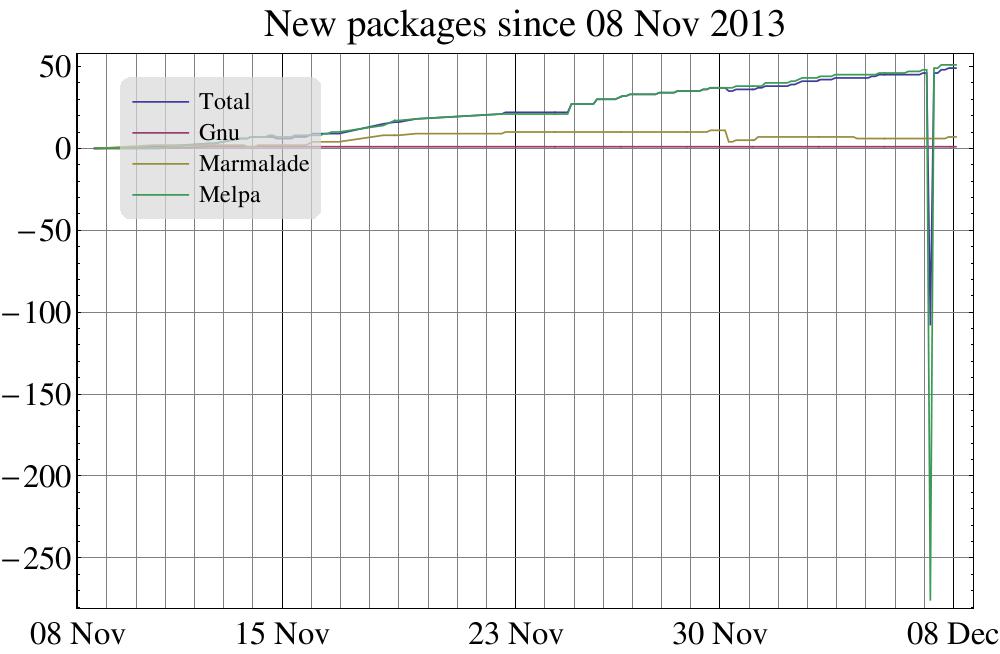 New packages since 08 Nov 2013
50
0
−50
−100
−150
−200
−250
Total
Gnu
Marmalade
Melpa
08 Nov 15 Nov 23 Nov 30 Nov 08 Dec